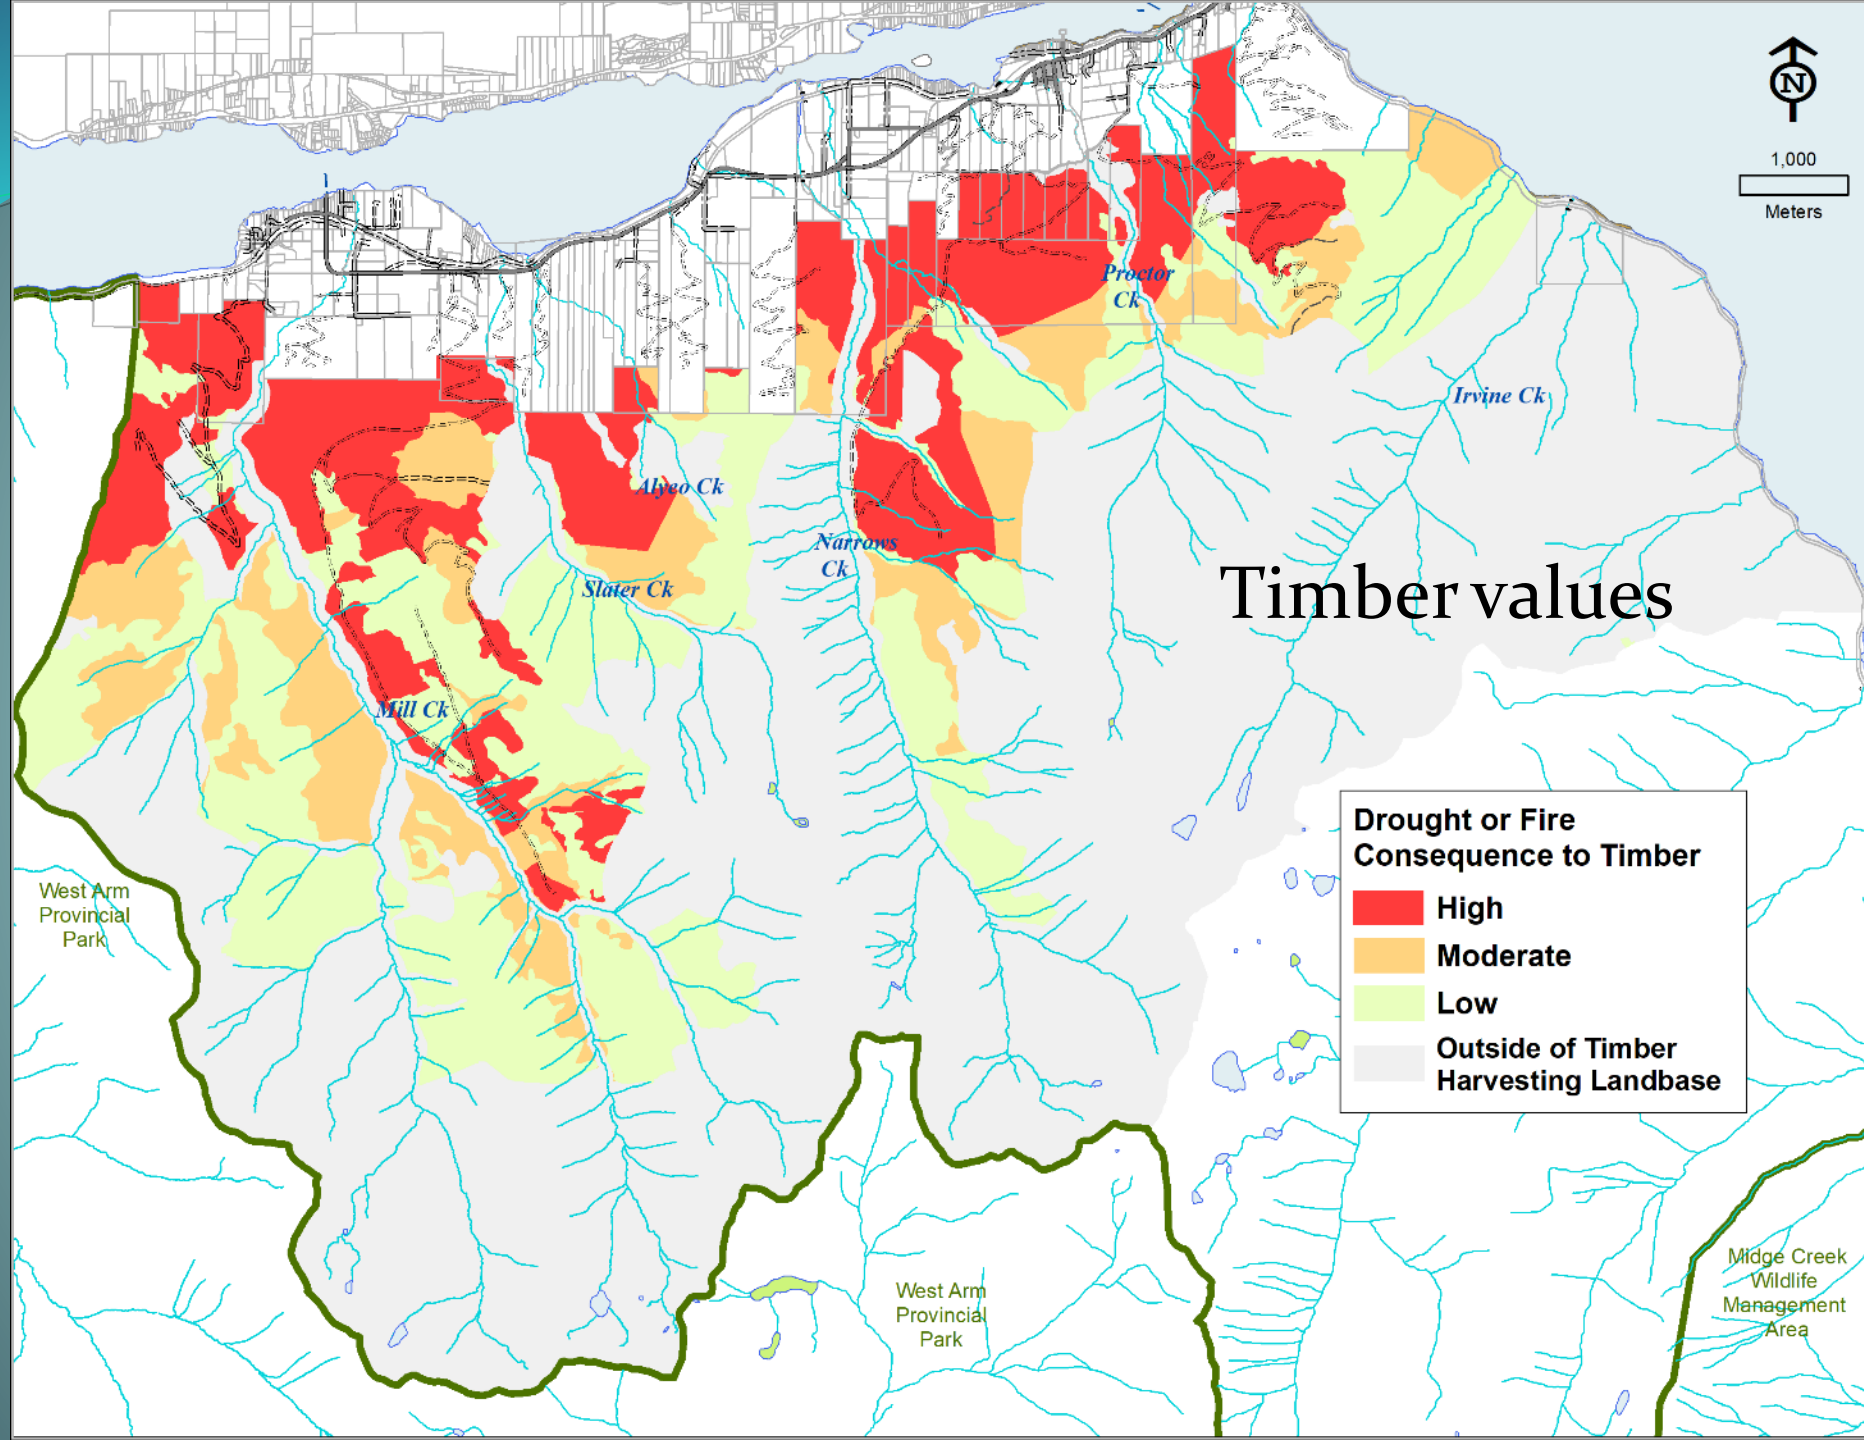 N
1,000
Meters
Proctor
Ck
Irvine Ck
Alyeo Ck
Narrows
Ck
Slater Ck
Timber values
Mill Ck
Drought or Fire
Consequence to Timber
High
Moderate
Low
Outside of Timber
Harvesting Landbase
West Arm
Provincial
Park
West Arm
Provincial
Park
Midge Creek
Wildlife
Management
Area